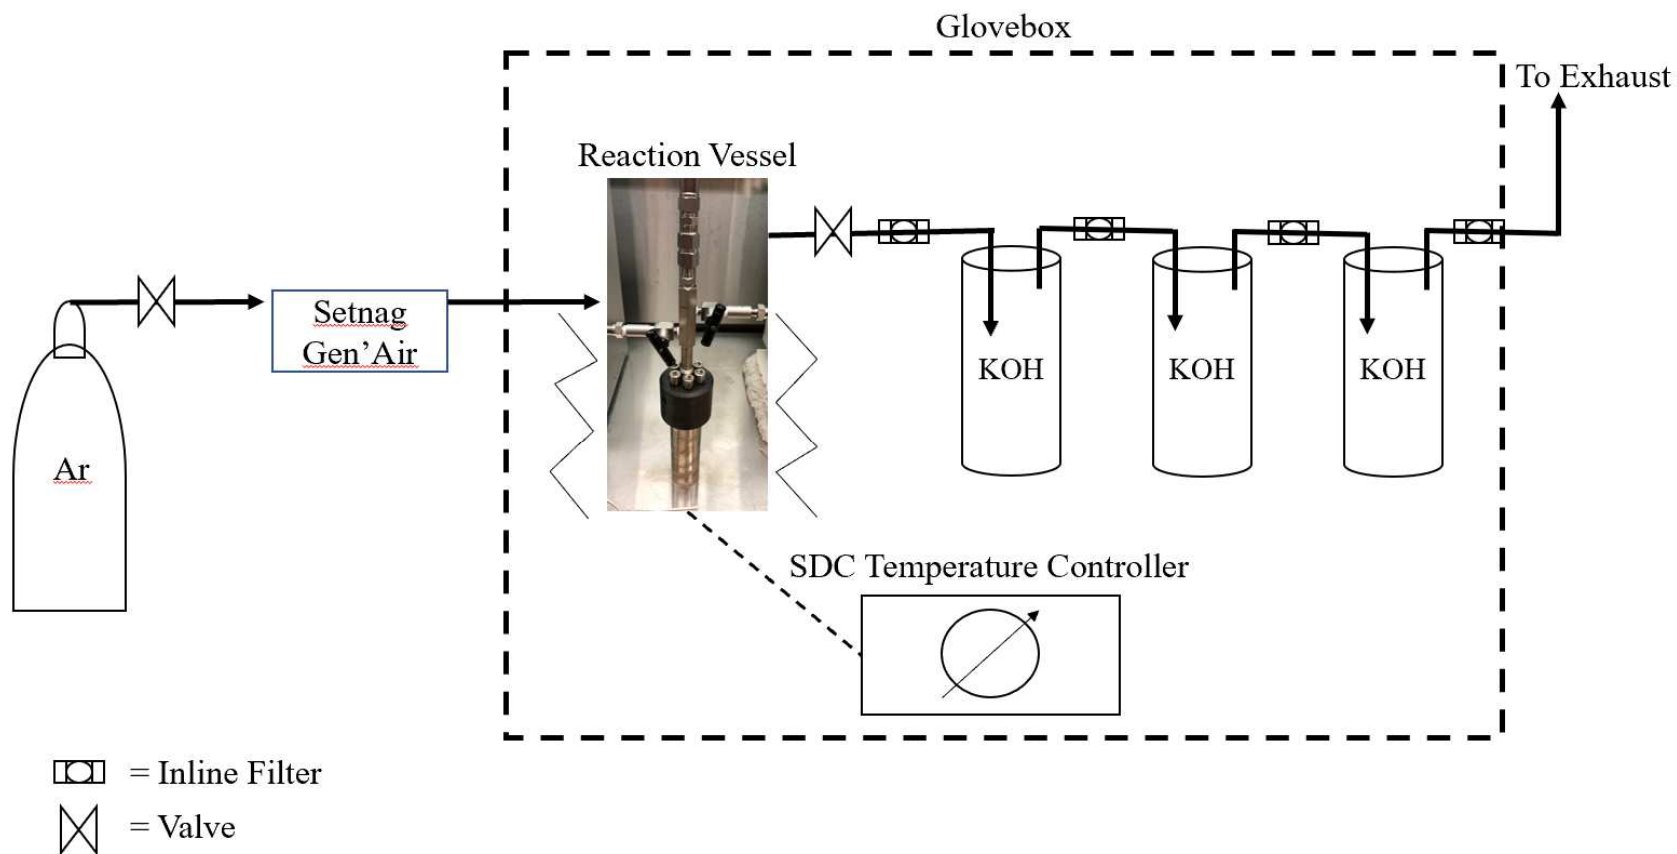 Glovebox
To Exhaust
Reaction Vessel
Setnag
Gen'Air
Ar
KOH
KOH
KOH
SDC Temperature Controller
= Inline Filter
= Valve